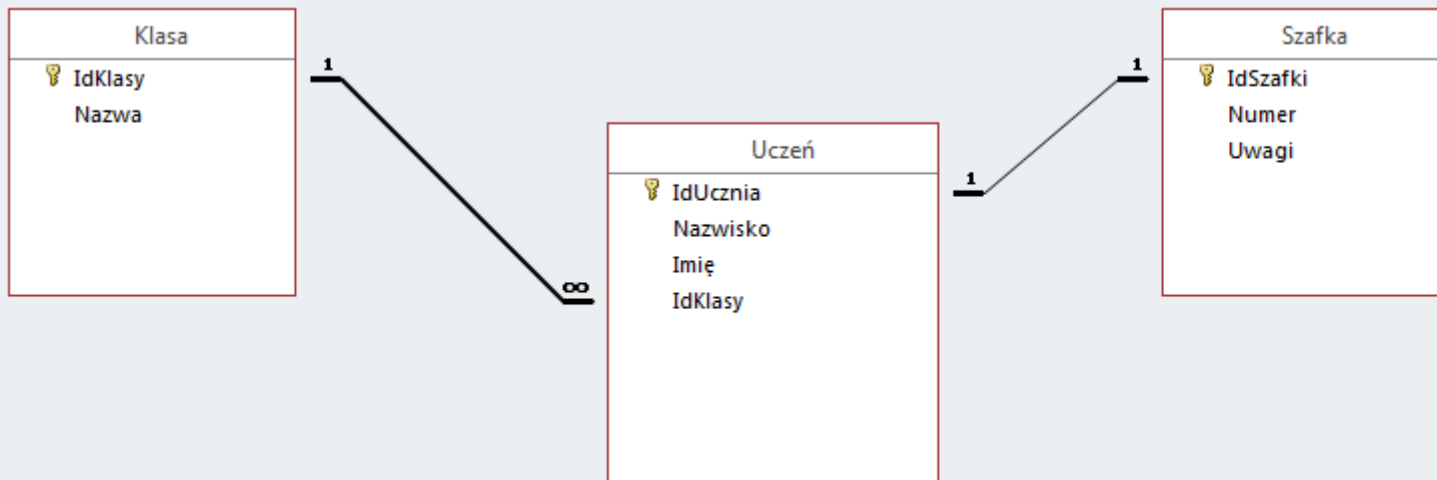 Klasa
IdKlasy
Nazwa
1
∞
Uczeń
IdUcznia
Nazwisko
Imię
IdKlasy
1
1
Szafka
IdSzafki
Numer
Uwagi